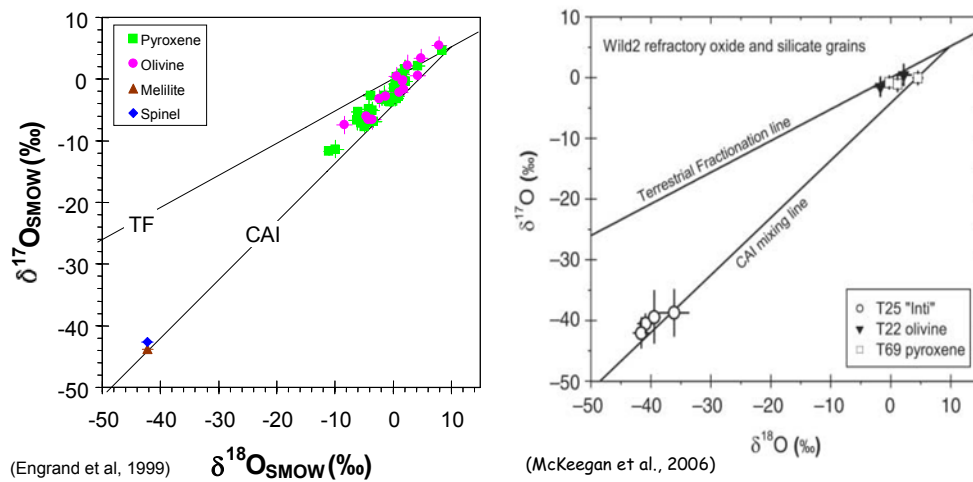 10
0
-10
-20
-30
-40
-50
δ17OSMOW (‰)
Pyroxene
Olivine
Melilite
Spinel
TF
CAI
-50 -40 -30 -20 -10 0 10
δ18OSMOW (‰)
(Engrand et al, 1999)
10
0
−10
−20
−30
−40
−50
δ17O (‰)
Wild2 refractory oxide and silicate grains
Terrestrial Fractionation line
CAI mixing line
T25 "Inti"
T22 olivine
T69 pyroxene
−50 −40 −30 −20 −10 0 10
δ18O (‰)
(McKeegan et al., 2006)